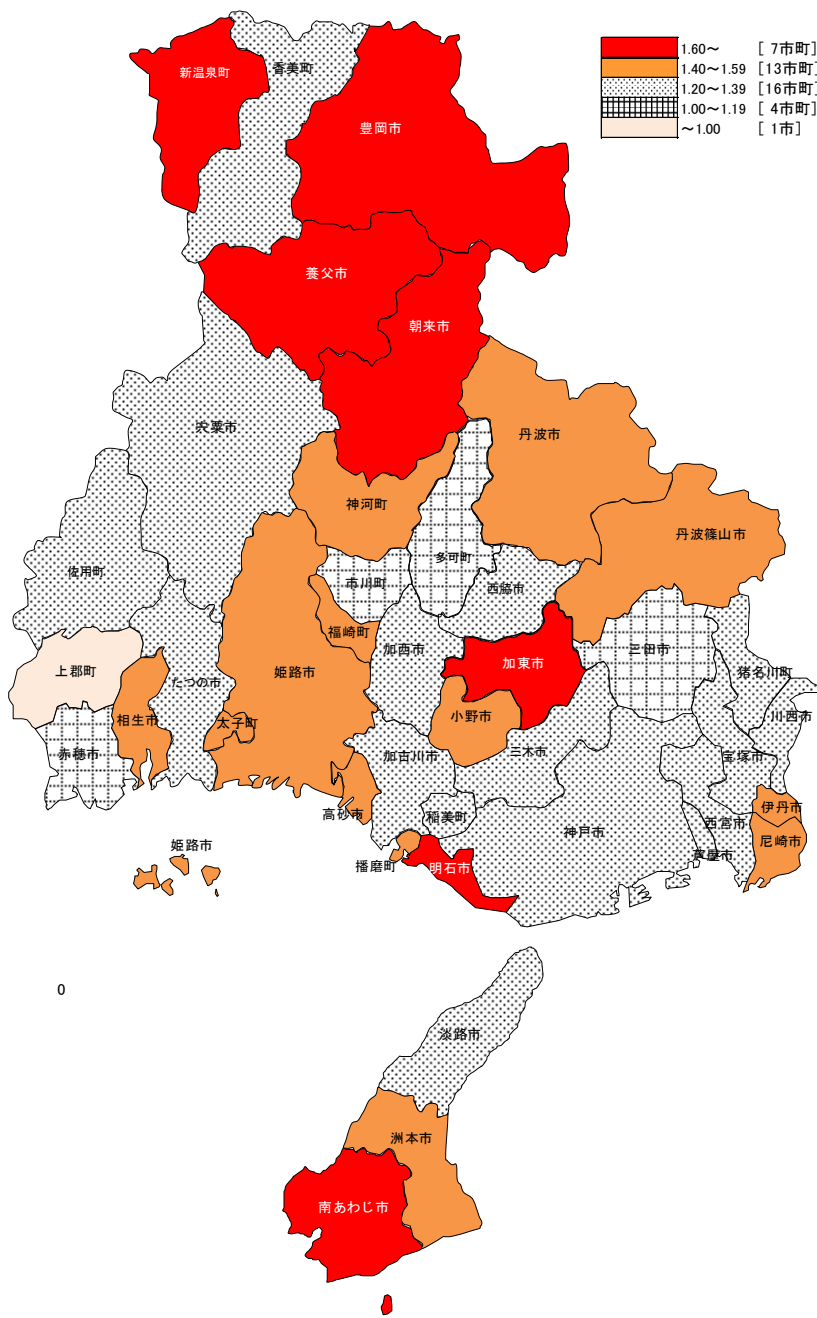 1.60～ [ 7市町]
1.40～1.59 [13市町]
1.20～1.39 [16市町]
1.00～1.19 [ 4市町]
～1.00 [ 1市]
新温泉町
香美町
豊岡市
養父市
朝来市
宍粟市
丹波市
神河町
丹波篠山市
多可町
佐用町
市川町
西脇市
福崎町
加西市
加東市
三田市
上郡町
姫路市
猪名川町
たつの市
相生市
太子町
小野市
川西市
赤穂市
加古川市
三木市
宝塚市
高砂市
稲美町
伊丹市
神戸市
西宮市
尼崎市
姫路市
芦屋市
播磨町
明石市
0
淡路市
洲本市
南あわじ市